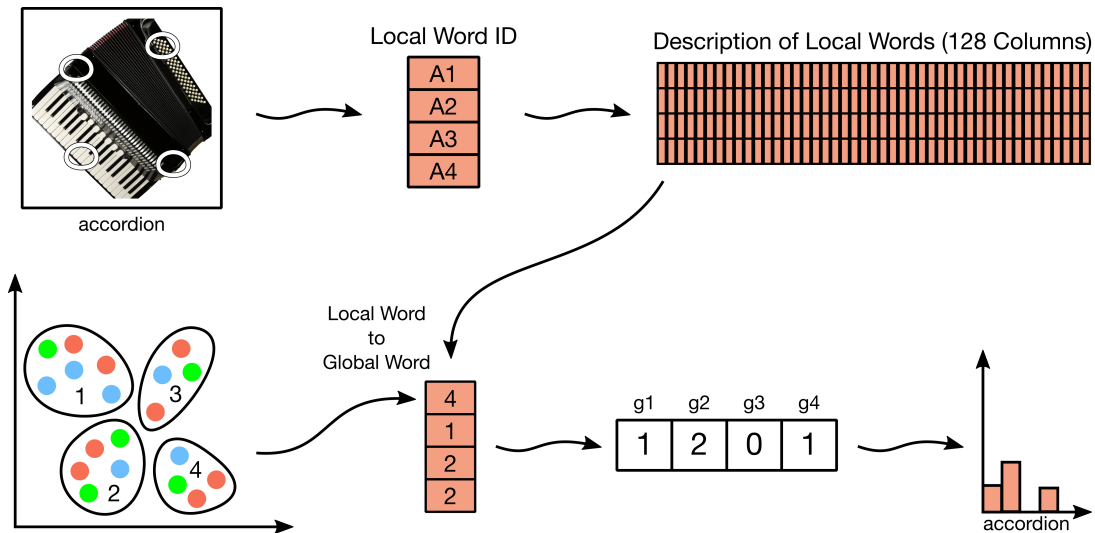 Local Word ID
Description of Local Words (128 Columns)
A1
A2
A3
A4
accordion
Local Word
to
Global Word
1
3
2
4
4
1
2
2
g1 g2 g3 g4
1 2 0 1
accordion